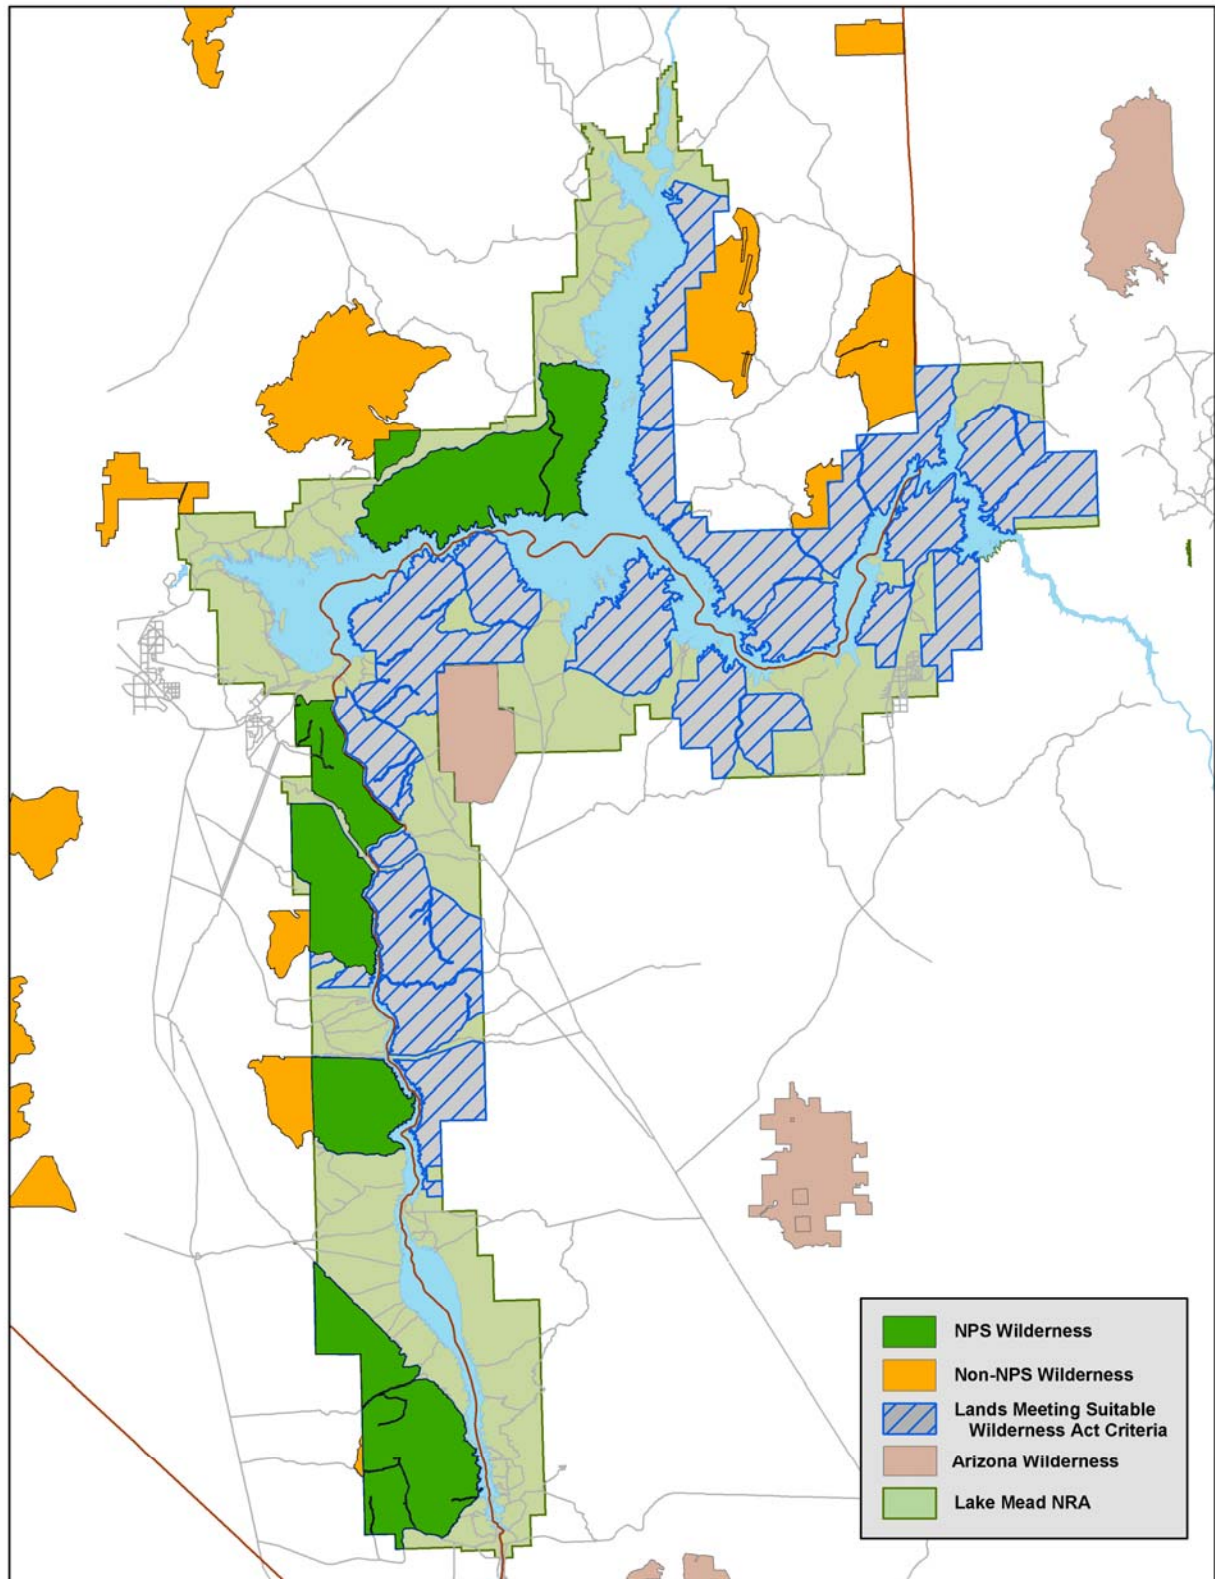 NPS Wilderness
Non-NPS Wilderness
Lands Meeting Suitable
Wilderness Act Criteria
Arizona Wilderness
Lake Mead NRA